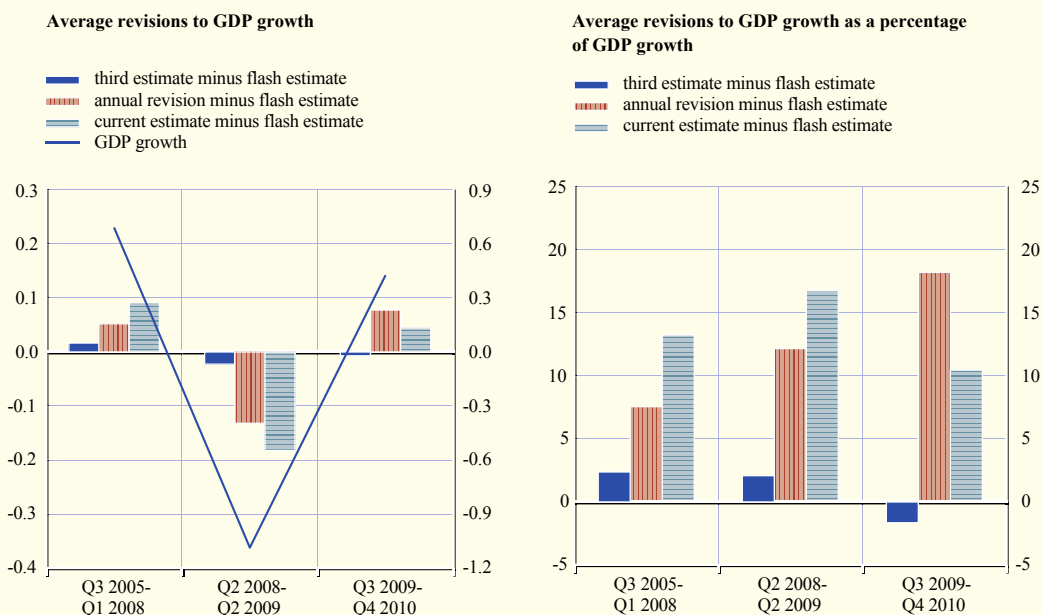 Average revisions to GDP growth
third estimate minus flash estimate
annual revision minus flash estimate
current estimate minus flash estimate
GDP growth
0.3
0.2
0.1
0.0
-0.1
-0.2
-0.3
-0.4
0.9
0.6
0.3
0.0
-0.3
-0.6
-0.9
-1.2
Q3 2005-
Q1 2008
Q2 2008-
Q2 2009
Q3 2009-
Q4 2010
Average revisions to GDP growth as a percentage
of GDP growth
third estimate minus flash estimate
annual revision minus flash estimate
current estimate minus flash estimate
25
20
15
10
5
0
-5
25
20
15
10
5
0
-5
Q3 2005-
Q1 2008
Q2 2008-
Q2 2009
Q3 2009-
Q4 2010